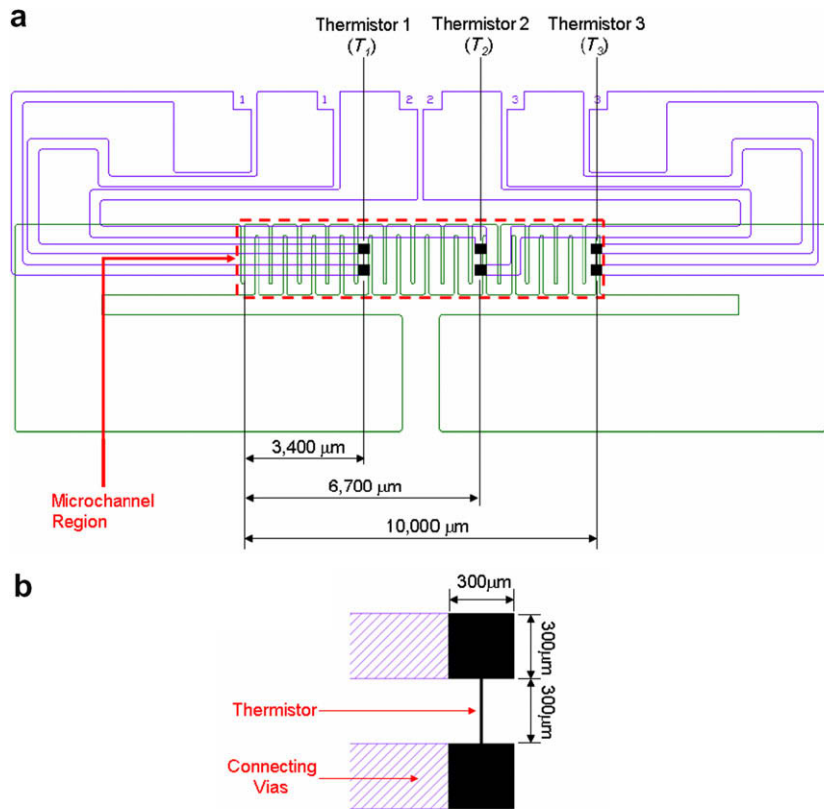 a
Thermistor 1 Thermistor 2 Thermistor 3
(T1) (T2) (T3)
1 1 2 2 3 3
3,400 μm
6,700 μm
10,000 μm
Microchannel
Region
b
300μm
300μm
300μm
Thermistor
Connecting
Vias